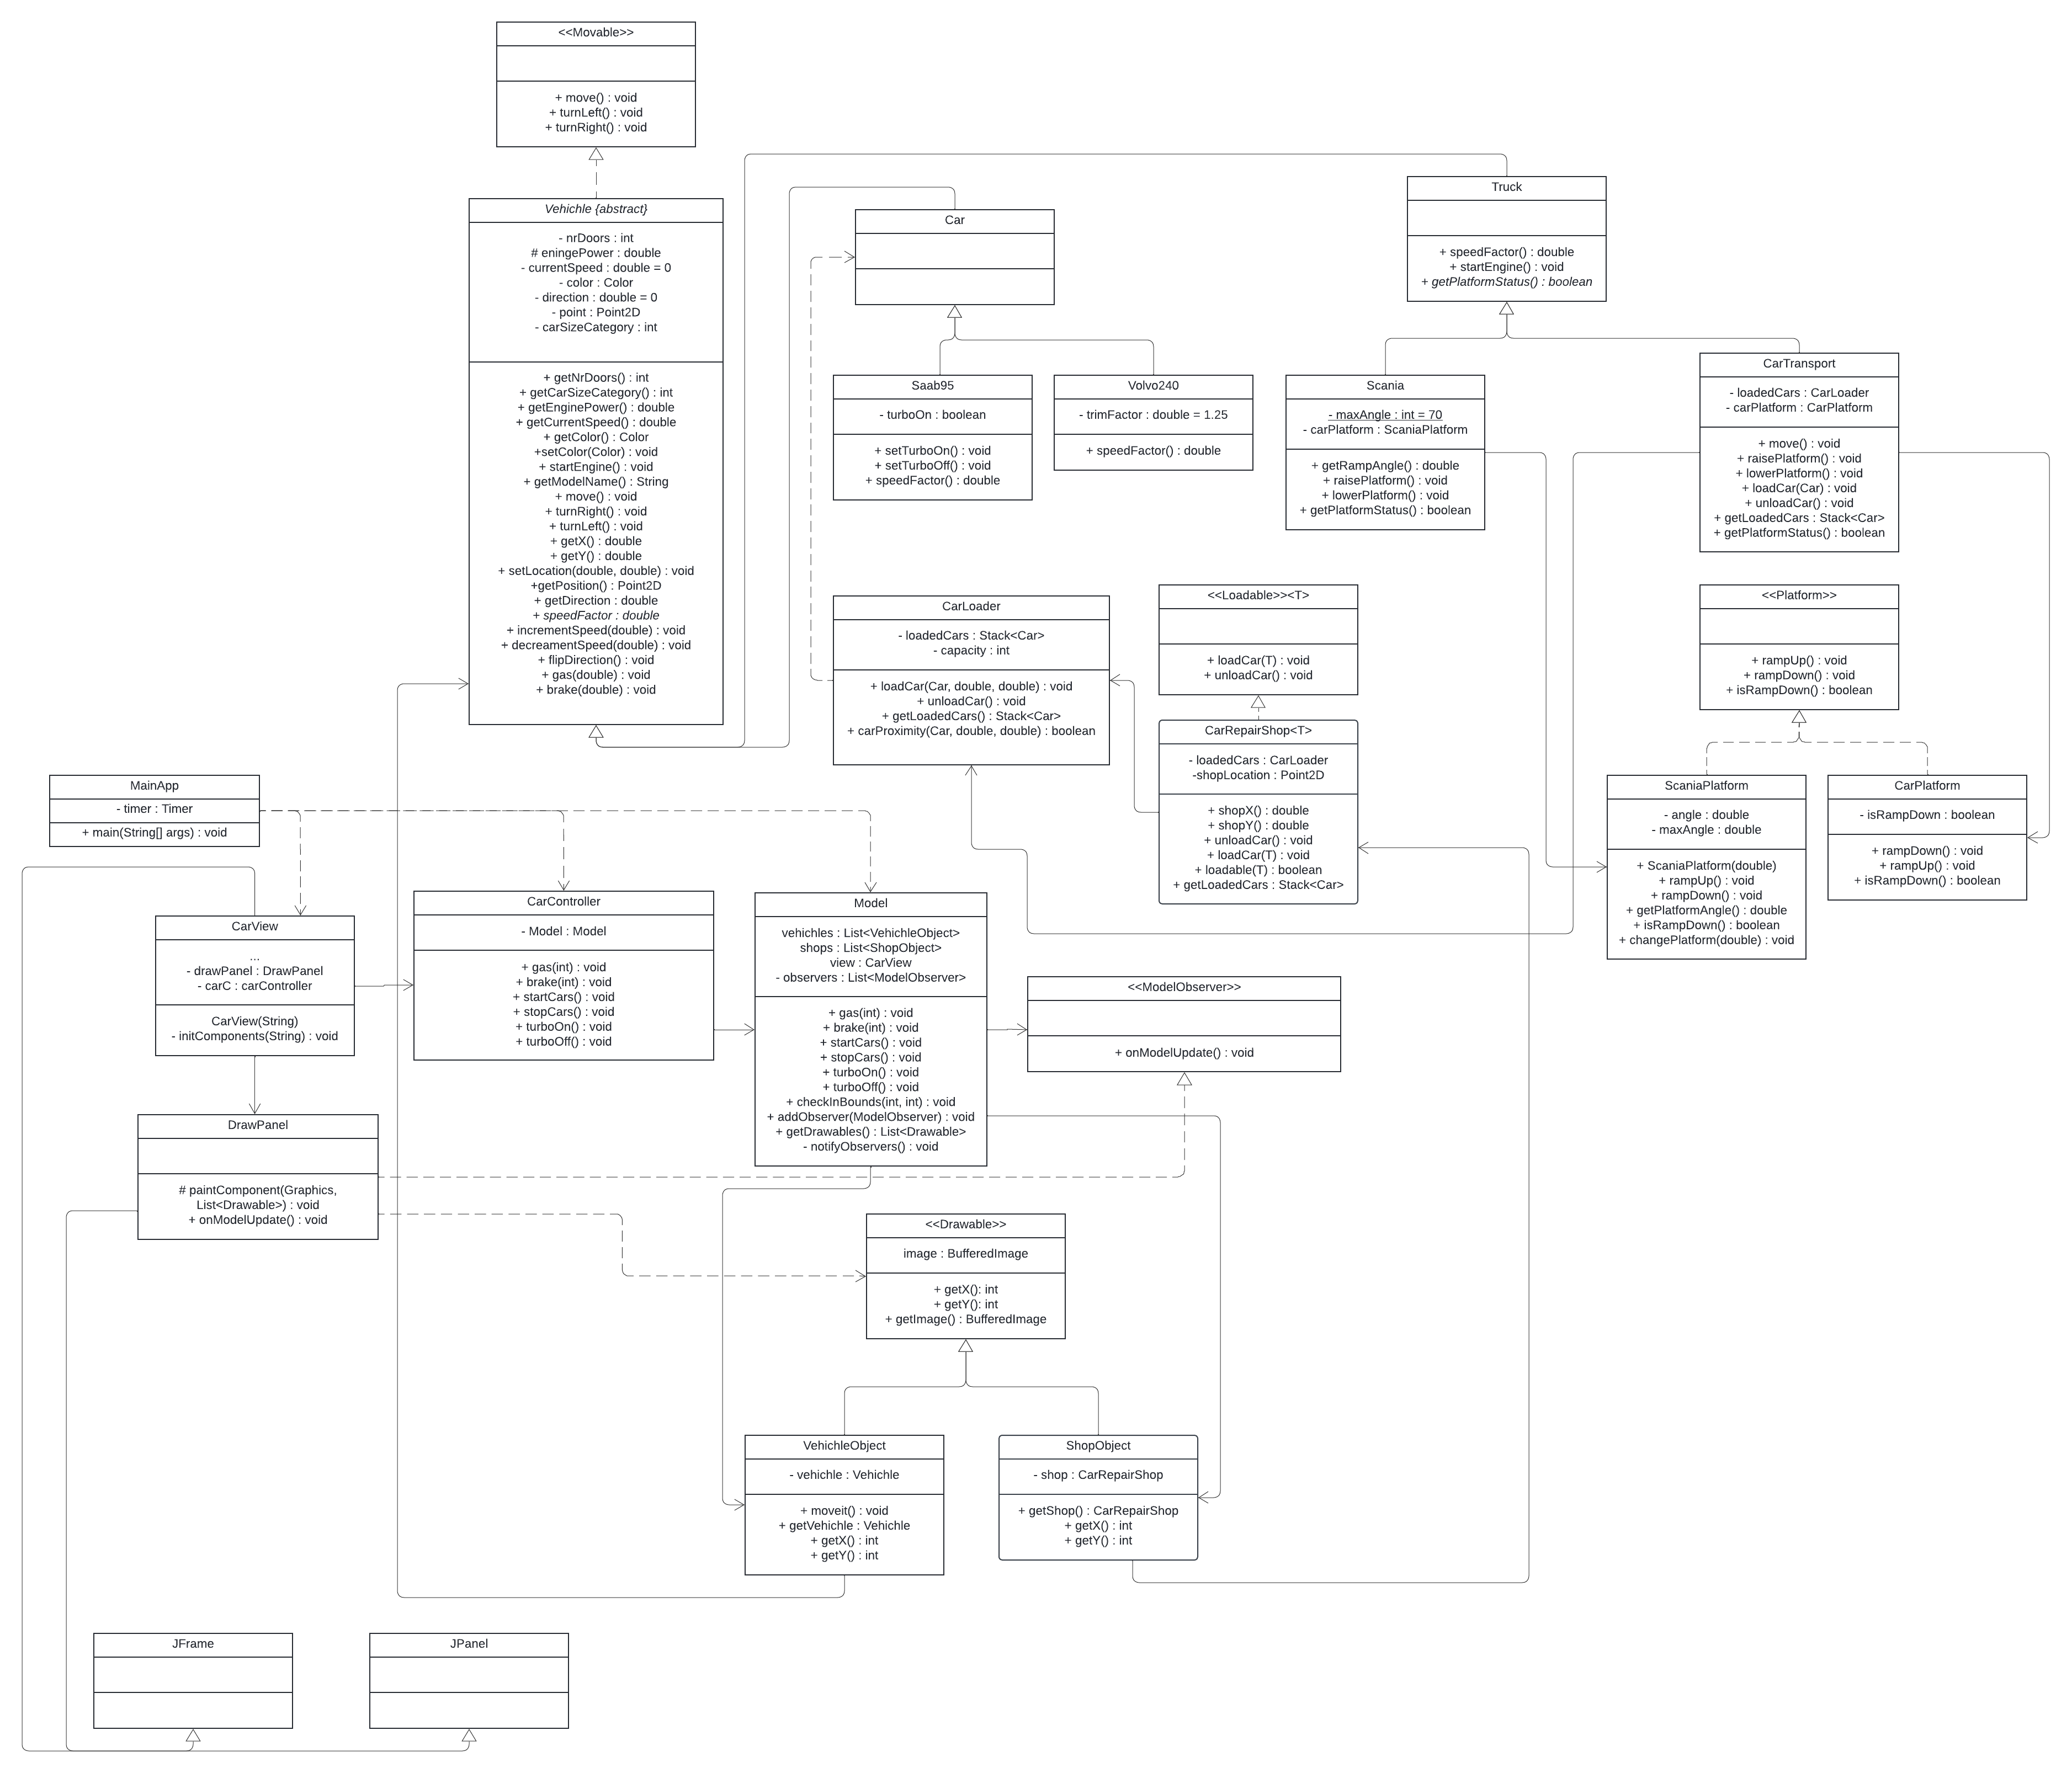 <<Movable>>
+ move() : void
+ turnLeft() : void
+ turnRight() : void
Vehichle {abstract}
- nrDoors : int
# eningePower : double
- currentSpeed : double = 0
- color : Color
- direction : double = 0
- point : Point2D
- carSizeCategory : int
+ getNrDoors() : int
+ getCarSizeCategory() : int
+ getEnginePower() : double
+ getCurrentSpeed() : double
+ getColor() : Color
+setColor(Color) : void
+ startEngine() : void
+ getModelName() : String
+ move() : void
+ turnRight() : void
+ turnLeft() : void
+ getX() : double
+ getY() : double
+ setLocation(double, double) : void
+getPosition() : Point2D
+ getDirection : double
+ speedFactor : double
+ incrementSpeed(double) : void
+ decreamentSpeed(double) : void
+ flipDirection() : void
+ gas(double) : void
+ brake(double) : void
Car
Truck
+ speedFactor() : double
+ startEngine() : void
+ getPlatformStatus() : boolean
Saab95
- turboOn : boolean
+ setTurboOn() : void
+ setTurboOff() : void
+ speedFactor() : double
Volvo240
- trimFactor : double = 1.25
+ speedFactor() : double
Scania
- maxAngle : int = 70
- carPlatform : ScaniaPlatform
+ getRampAngle() : double
+ raisePlatform() : void
+ lowerPlatform() : void
+ getPlatformStatus() : boolean
CarTransport
- loadedCars : CarLoader
- carPlatform : CarPlatform
+ move() : void
+ raisePlatform() : void
+ lowerPlatform() : void
+ loadCar(Car) : void
+ unloadCar() : void
+ getLoadedCars : Stack<Car>
+ getPlatformStatus() : boolean
CarLoader
- loadedCars : Stack<Car>
- capacity : int
+ loadCar(Car, double, double) : void
+ unloadCar() : void
+ getLoadedCars() : Stack<Car>
+ carProximity(Car, double, double) : boolean
<<Loadable>><T>
+ loadCar(T) : void
+ unloadCar() : void
<<Platform>>
+ rampUp() : void
+ rampDown() : void
+ isRampDown() : boolean
CarRepairShop<T>
- loadedCars : CarLoader
-shopLocation : Point2D
+ shopX() : double
+ shopY() : double
+ unloadCar() : void
+ loadCar(T) : void
+ loadable(T) : boolean
+ getLoadedCars : Stack<Car>
ScaniaPlatform
- angle : double
- maxAngle : double
+ ScaniaPlatform(double)
+ rampUp() : void
+ rampDown() : void
+ getPlatformAngle() : double
+ isRampDown() : boolean
+ changePlatform(double) : void
CarPlatform
- isRampDown : boolean
+ rampDown() : void
+ rampUp() : void
+ isRampDown() : boolean
MainApp
- timer : Timer
+ main(String[] args) : void
CarView
...
- drawPanel : DrawPanel
- carC : carController
CarView(String)
- initComponents(String) : void
CarController
- Model : Model
+ gas(int) : void
+ brake(int) : void
+ startCars() : void
+ stopCars() : void
+ turboOn() : void
+ turboOff() : void
Model
vehichles : List<VehichleObject>
shops : List<ShopObject>
view : CarView
- observers : List<ModelObserver>
+ gas(int) : void
+ brake(int) : void
+ startCars() : void
+ stopCars() : void
+ turboOn() : void
+ turboOff() : void
+ checkInBounds(int, int) : void
+ addObserver(ModelObserver) : void
+ getDrawables() : List<Drawable>
- notifyObservers() : void
<<ModelObserver>>
+ onModelUpdate() : void
DrawPanel
# paintComponent(Graphics,
List<Drawable>) : void
+ onModelUpdate() : void
<<Drawable>>
image : BufferedImage
+ getX(): int
+ getY(): int
+ getImage() : BufferedImage
VehichleObject
- vehichle : Vehichle
+ moveit() : void
+ getVehichle : Vehichle
+ getX() : int
+ getY() : int
ShopObject
- shop : CarRepairShop
+ getShop() : CarRepairShop
+ getX() : int
+ getY() : int
JFrame
JPanel